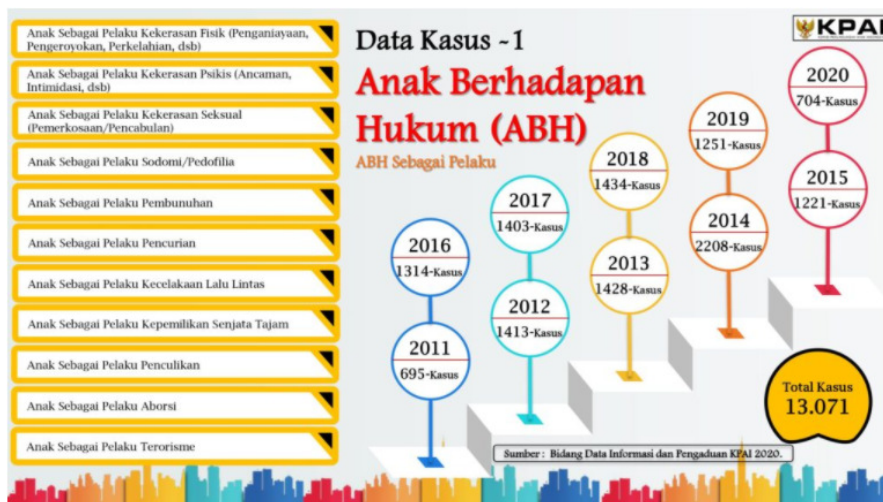 Anak Sebagai Pelaku Kekerasan Fisik (Penganiayaan,
Pengeroyokan, Perkelahian, dsb)
Anak Sebagai Pelaku Kekerasan Psikis (Ancaman,
Intimidasi, dsb)
Anak Sebagai Pelaku Kekerasan Seksual
(Pemerkosaan/Pencabulan)
Anak Sebagai Pelaku Sodomi/Pedofilia
Anak Sebagai Pelaku Pembunuhan
Anak Sebagai Pelaku Pencurian
Anak Sebagai Pelaku Kecelakaan Lalu Lintas
Anak Sebagai Pelaku Kepemilikan Senjata Tajam
Anak Sebagai Pelaku Penculikan
Anak Sebagai Pelaku Aborsi
Anak Sebagai Pelaku Terorisme
Data Kasus -1
Anak Berhadapan
Hukum (ABH)
ABH Sebagai Pelaku
KPAI
2016
1314-Kasus
2011
695-Kasus
2017
1403-Kasus
2012
1413-Kasus
2018
1434-Kasus
2013
1428-Kasus
2019
1251-Kasus
2014
2208-Kasus
2020
704-Kasus
2015
1221-Kasus
Total Kasus
13.071
Sumber : Bidang Data Informasi dan Pengaduan KPAI 2020.